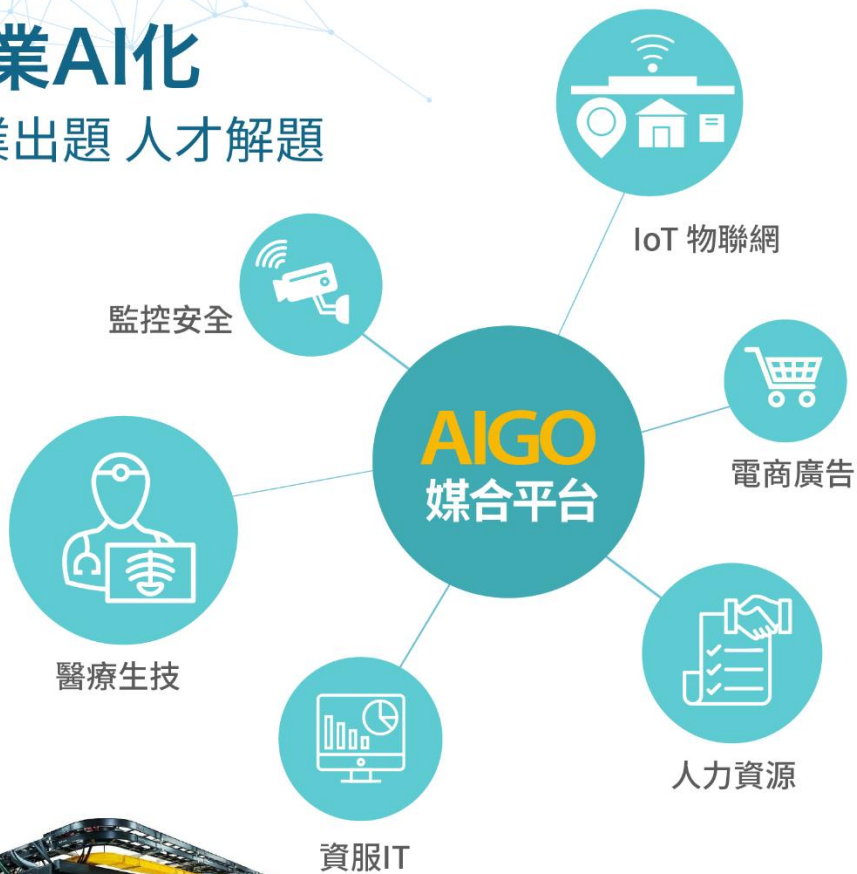 業AI化
業出題 人才解題
IoT 物聯網
監控安全
電商廣告
AIGO
媒合平台
醫療生技
人力資源
資服IT